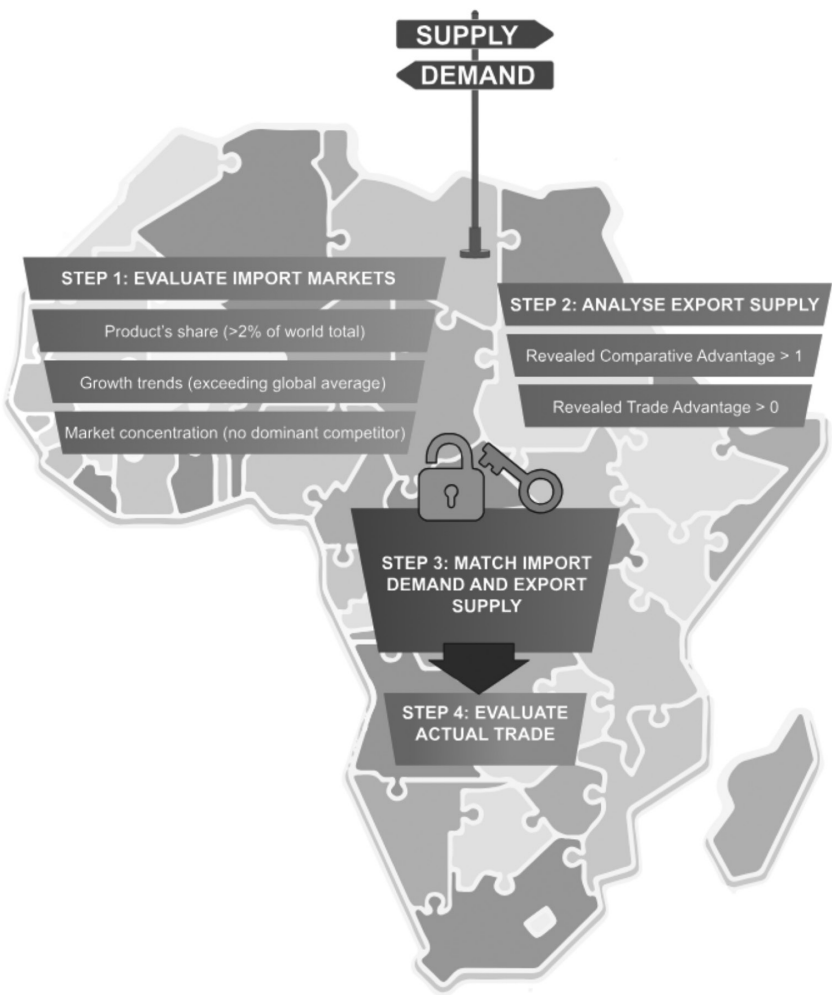 SUPPLY
DEMAND
STEP 1: EVALUATE IMPORT MARKETS
Product's share (>2% of world total)
Growth trends (exceeding global average)
Market concentration (no dominant competitor)
STEP 2: ANALYSE EXPORT SUPPLY
Revealed Comparative Advantage > 1
Revealed Trade Advantage > 0
STEP 3: MATCH IMPORT
DEMAND AND EXPORT
SUPPLY
STEP 4: EVALUATE
ACTUAL TRADE